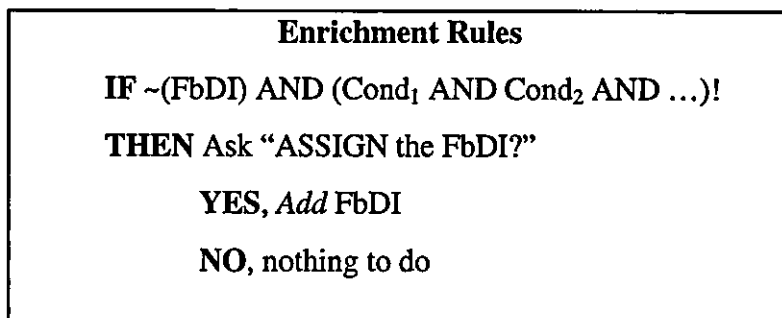 Enrichment Rules
IF ~(FbDI) AND (Cond₁ AND Cond₂ AND ...)!
THEN Ask “ASSIGN the FbDI?”
YES, Add FbDI
NO, nothing to do